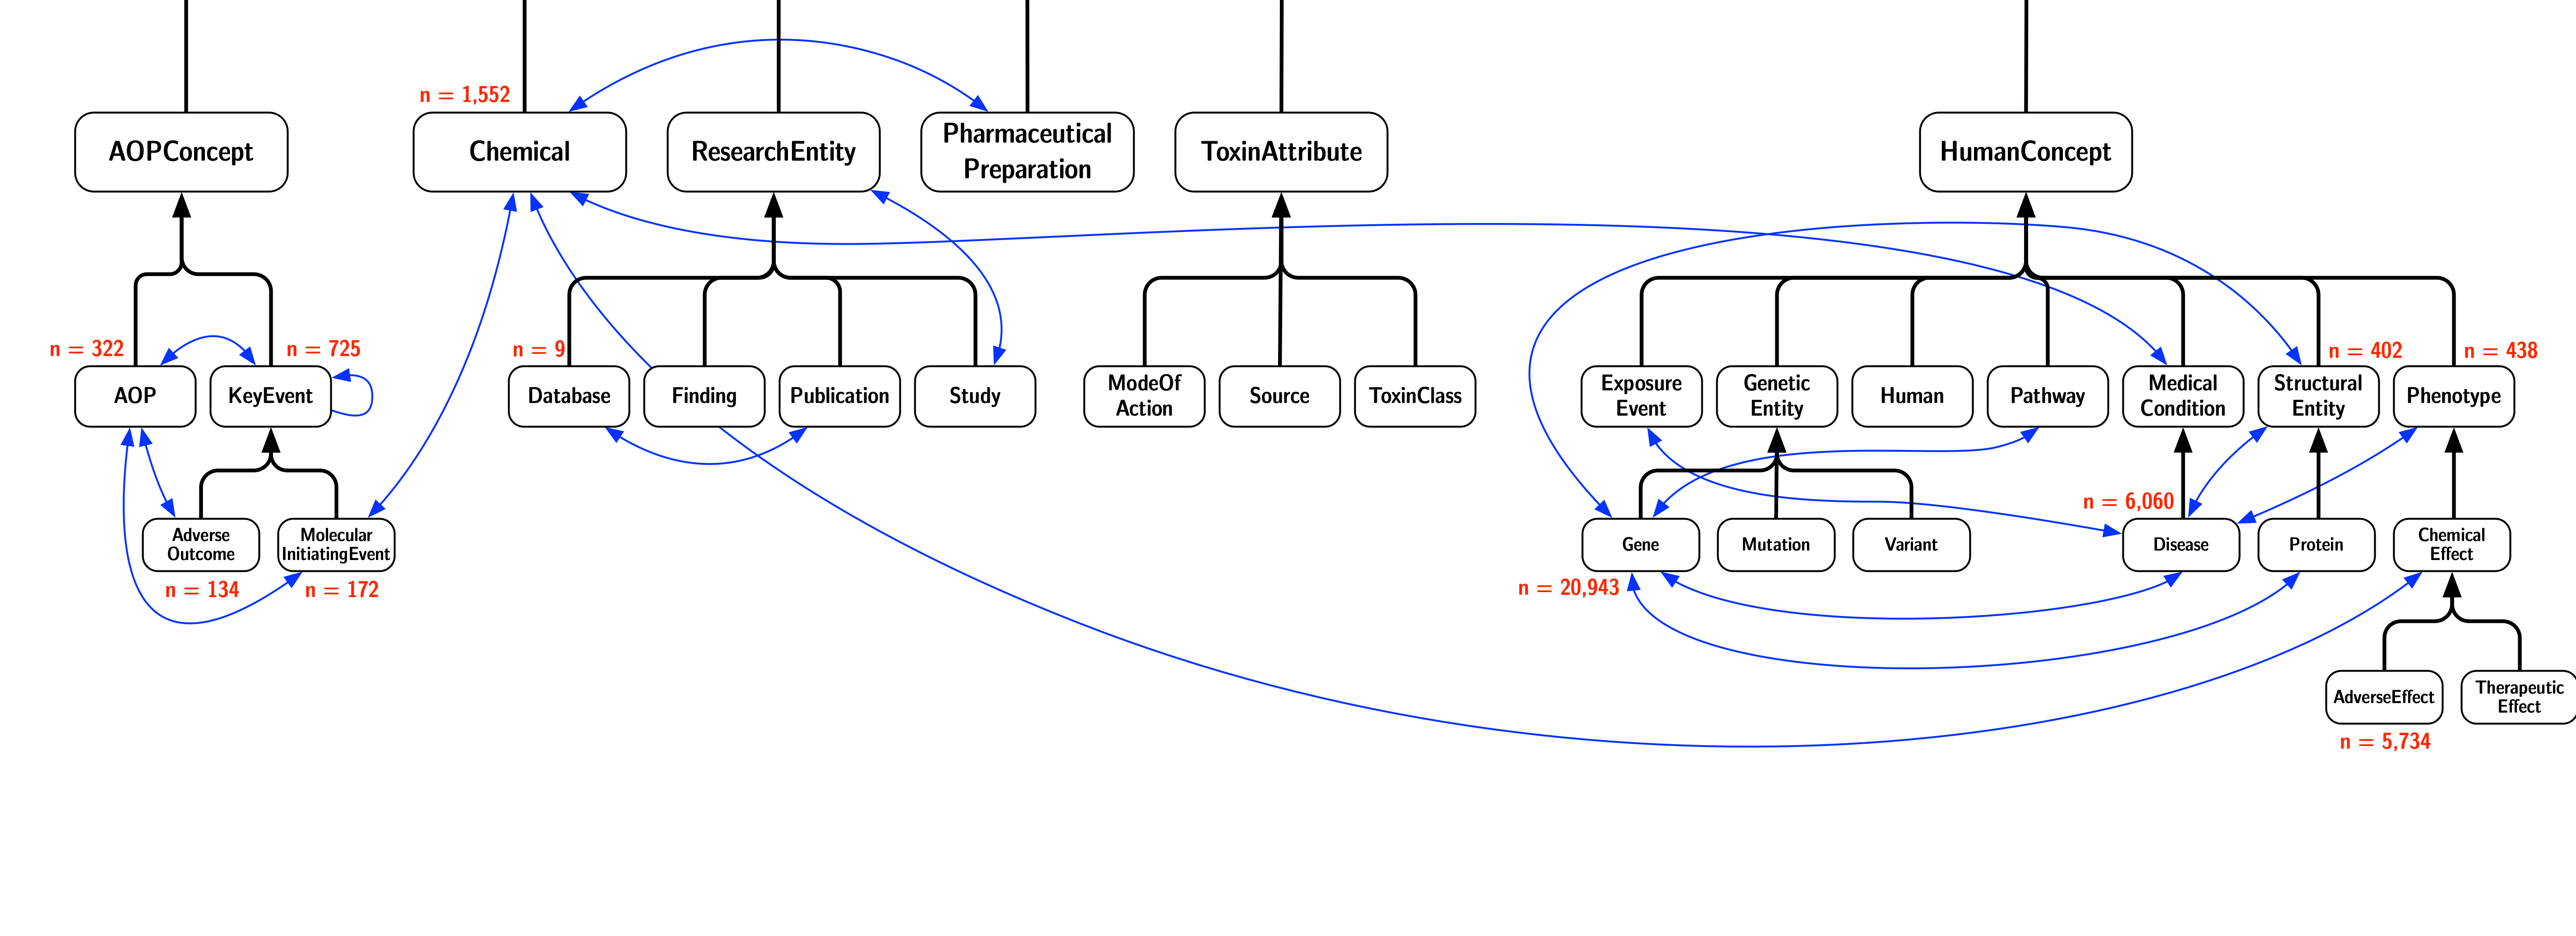 n = 1,552
AOPConcept
Chemical
ResearchEntity
Pharmaceutical
Preparation
ToxinAttribute
HumanConcept
n = 322
n = 725
n = 9
n = 402
n = 438
AOP
KeyEvent
Database
Finding
Publication
Study
ModeOf
Action
Source
ToxinClass
Exposure
Event
Genetic
Entity
Human
Pathway
Medical
Condition
Structural
Entity
Phenotype
n = 6,060
Adverse
Outcome
Molecular
InitiatingEvent
Gene
Mutation
Variant
Disease
Protein
Chemical
Effect
n = 134
n = 172
n = 20,943
AdverseEffect
Therapeutic
Effect
n = 5,734